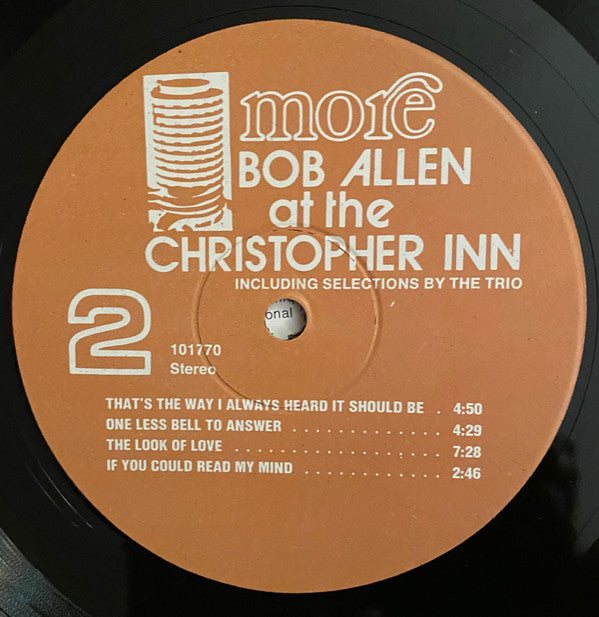 more
BOB ALLEN
at the
CHRISTOPHER INN
INCLUDING SELECTIONS BY THE TRIO
onal
2
101770
Stereo
THAT'S THE WAY I ALWAYS HEARD IT SHOULD BE . 4:50
ONE LESS BELL TO ANSWER . . . . . . . . . . . . . . 4:29
THE LOOK OF LOVE . . . . . . . . . . . . . . . . . . . 7:28
IF YOU COULD READ MY MIND . . . . . . . . . . . . . 2:46